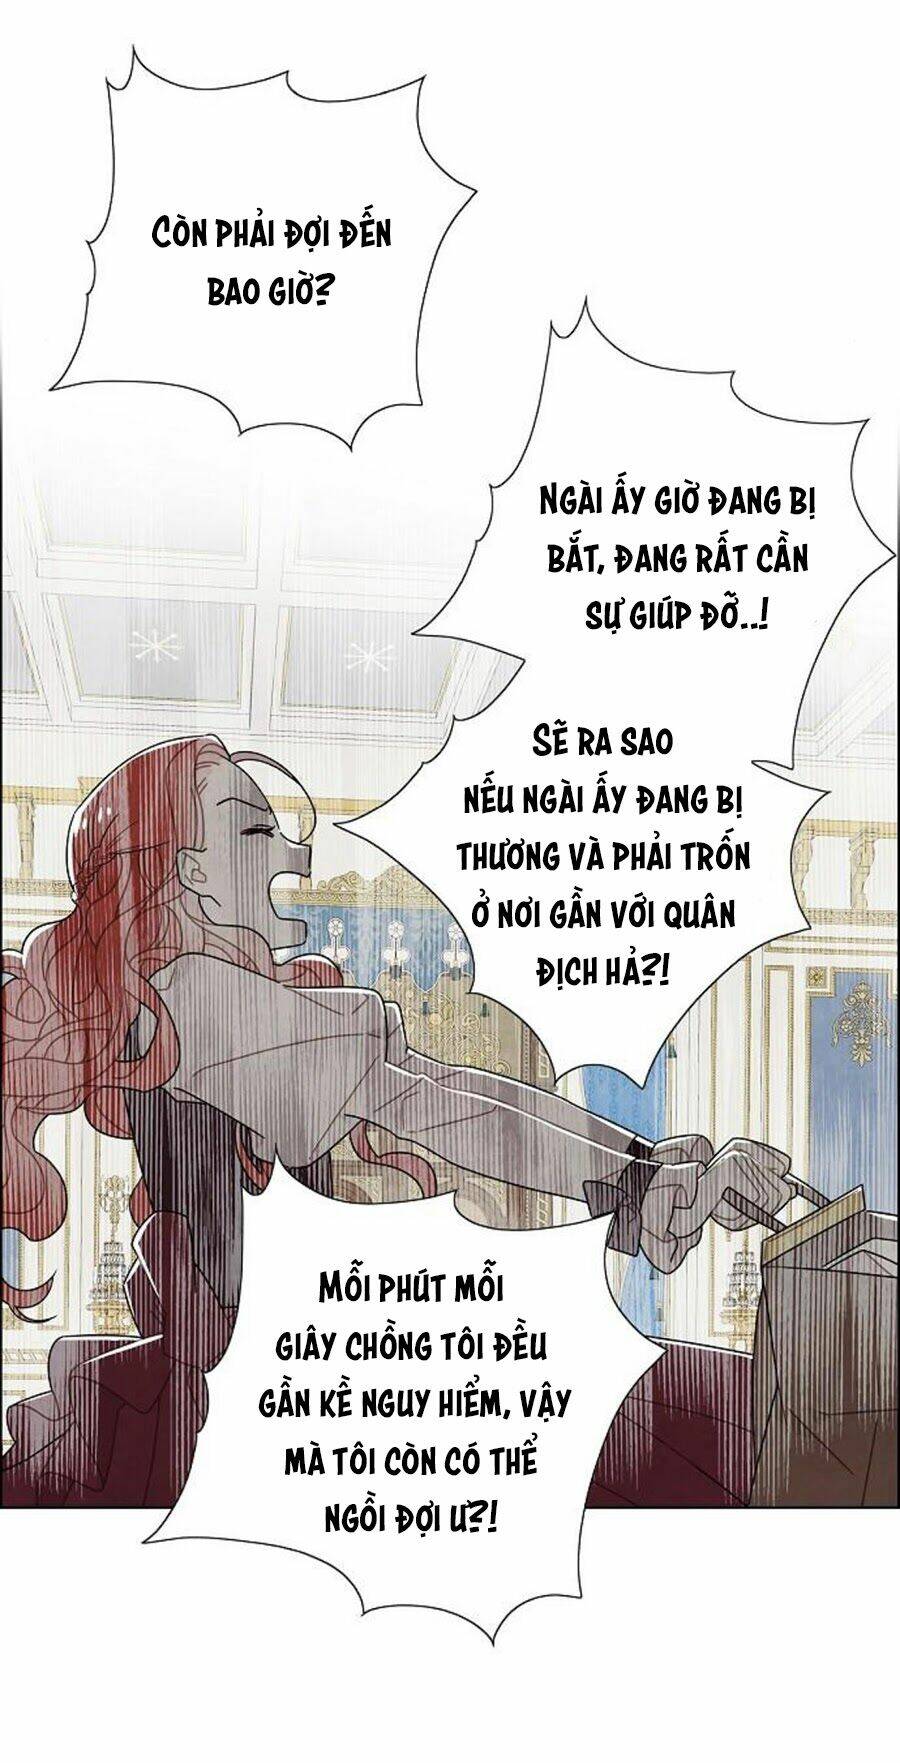 CÒN PHẢI ĐỢI ĐẾN
BAO GIỜ?
NGÀI ẤY GIỜ ĐANG BỊ
BẮT, ĐANG RẤT CẦN
SỰ GIÚP ĐỠ..!
SẼ RA SAO
NẾU NGÀI ẤY ĐANG BỊ
THƯƠNG VÀ PHẢI TRỐN
Ở NƠI GẦN VỚI QUÂN
ĐỊCH HẢ?!
MỖI PHÚT MỖI
GIÂY CHỒNG TÔI ĐỀU
GẦN KỀ NGUY HIỂM, VẬY
MÀ TÔI CÒN CÓ THỂ
NGỒI ĐỢI Ư?!